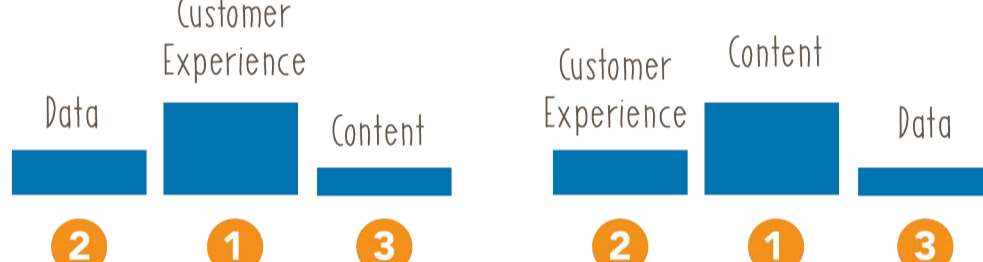 Customer
Experience
Data
Content
2
1
3
Content
Customer
Experience
Data
2
1
3